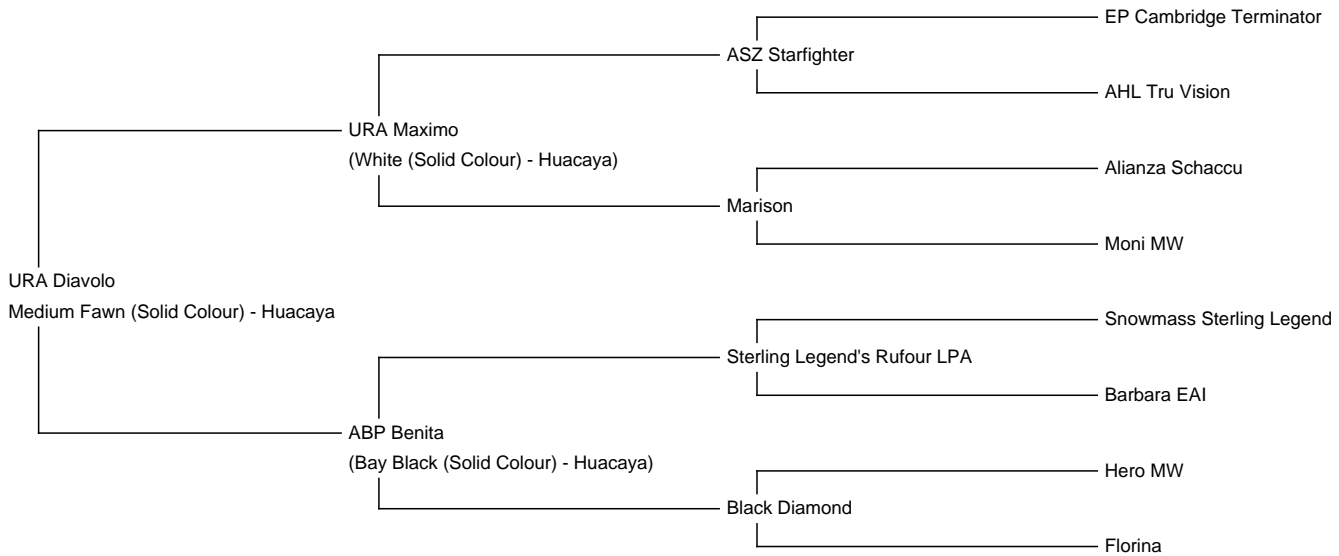 EP Cambridge Terminator
ASZ Starfighter
AHL Tru Vision
URA Maximo
(White (Solid Colour) - Huacaya)
Alianza Schaccu
Marison
Moni MW
URA Diavolo
Medium Fawn (Solid Colour) - Huacaya
Snowmass Sterling Legend
Sterling Legend's Rufour LPA
Barbara EAI
ABP Benita
(Bay Black (Solid Colour) - Huacaya)
Hero MW
Black Diamond
Florina